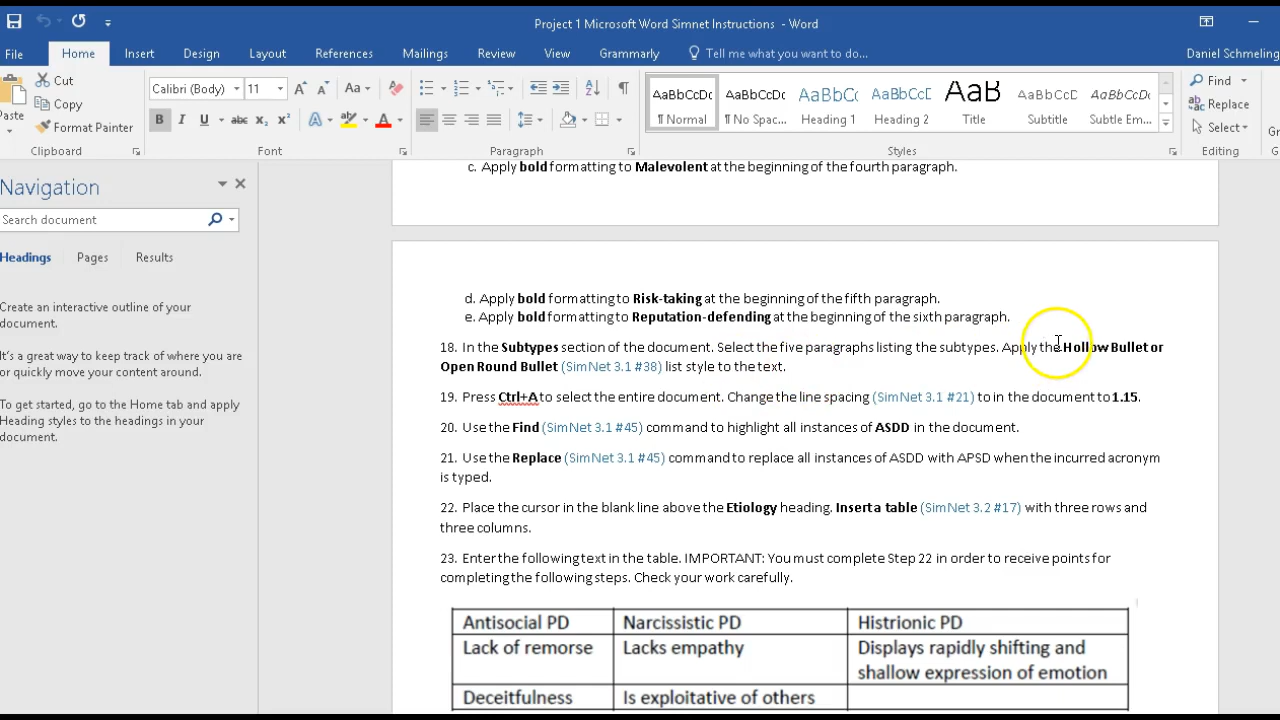 Project 1 Microsoft Word Simnet Instructions - Word
File Home Insert Design Layout References Mailings Review View Grammarly Tell me what you want to do... Daniel Schmeling
Cut
Copy
Paste
Format Painter
Clipboard
Calibri (Body) 11
Font
Paragraph
AaBbCcDc AaBbCcDc AaBbCc AaBbCcC AaB AaBbCcC AaBbCcDc
¶ Normal ¶ No Spac... Heading 1 Heading 2 Title Subtitle Subtle Em...
Styles
Find
Replace
Select
Editing
Navigation
Search document
Headings Pages Results
Create an interactive outline of your
document.
It's a great way to keep track of where you are
or quickly move your content around.
To get started, go to the Home tab and apply
Heading styles to the headings in your
document.
c. Apply bold formatting to Malevolent at the beginning of the fourth paragraph.
d. Apply bold formatting to Risk-taking at the beginning of the fifth paragraph.
e. Apply bold formatting to Reputation-defending at the beginning of the sixth paragraph.
18. In the Subtypes section of the document. Select the five paragraphs listing the subtypes. Apply the Hollow Bullet or
Open Round Bullet (SimNet 3.1 #38) list style to the text.
19. Press Ctrl+A to select the entire document. Change the line spacing (SimNet 3.1 #21) to in the document to 1.15.
20. Use the Find (SimNet 3.1 #45) command to highlight all instances of ASDD in the document.
21. Use the Replace (SimNet 3.1 #45) command to replace all instances of ASDD with APSD when the incurred acronym
is typed.
22. Place the cursor in the blank line above the Etiology heading. Insert a table (SimNet 3.2 #17) with three rows and
three columns.
23. Enter the following text in the table. IMPORTANT: You must complete Step 22 in order to receive points for
completing the following steps. Check your work carefully.
Antisocial PD Narcissistic PD Histrionic PD
Lack of remorse Lacks empathy Displays rapidly shifting and
shallow expression of emotion
Deceitfulness Is exploitative of others